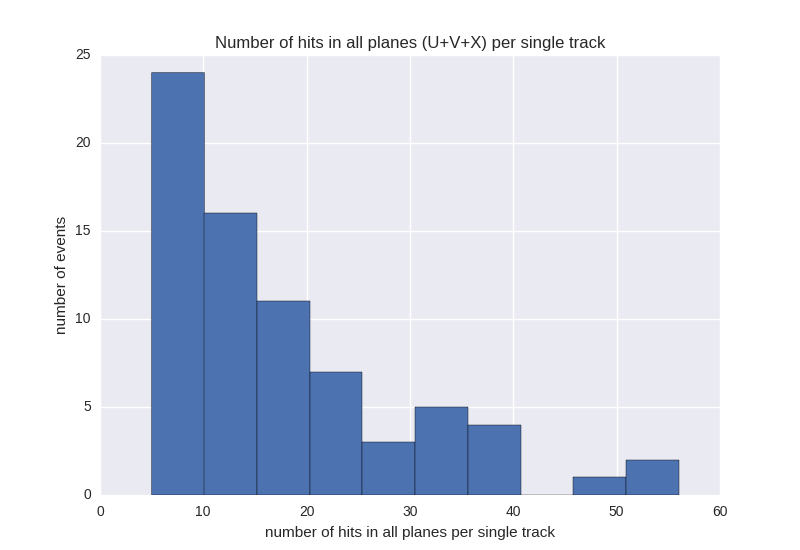 Number of hits in all planes (U+V+X) per single track
25
20
15
10
5
0
number of events
0 10 20 30 40 50 60
number of hits in all planes per single track